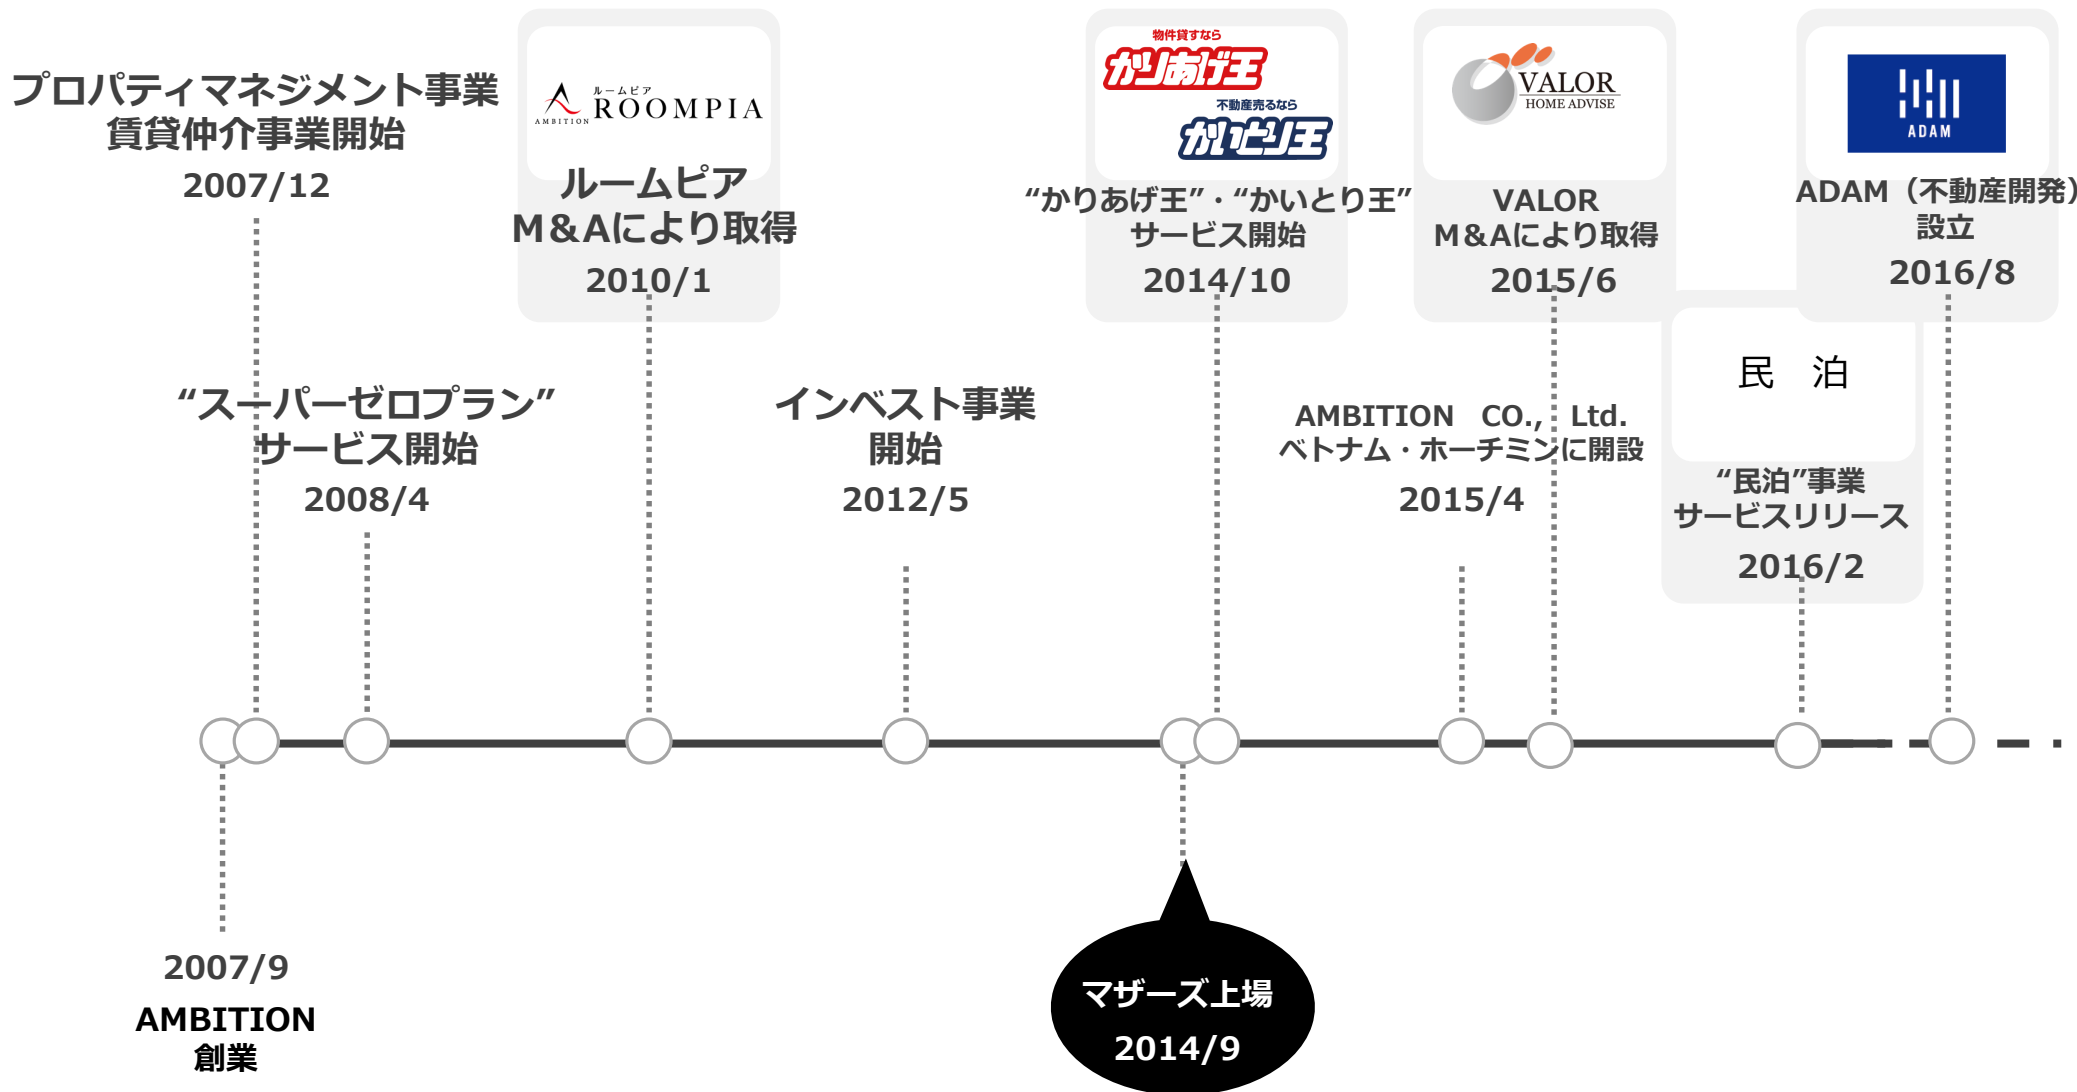 プロパティマネジメント事業
賃貸仲介事業開始
2007/12
ルームピア
AMBITION ROOMPIA
ルームピア
M&Aにより取得
2010/1
物件貸すなら
かりあげ王
不動産売るなら
かいとり王
“かりあげ王”・“かいとり王”
サービス開始
2014/10
VALOR
HOME ADVISE
VALOR
M&Aにより取得
2015/6
ADAM
ADAM（不動産開発）
設立
2016/8
“スーパーゼロプラン”
サービス開始
2008/4
インベスト事業
開始
2012/5
AMBITION　CO.,　Ltd.
ベトナム・ホーチミンに開設
2015/4
民　泊
“民泊”事業
サービスリリース
2016/2
2007/9
AMBITION
創業
マザーズ上場
2014/9